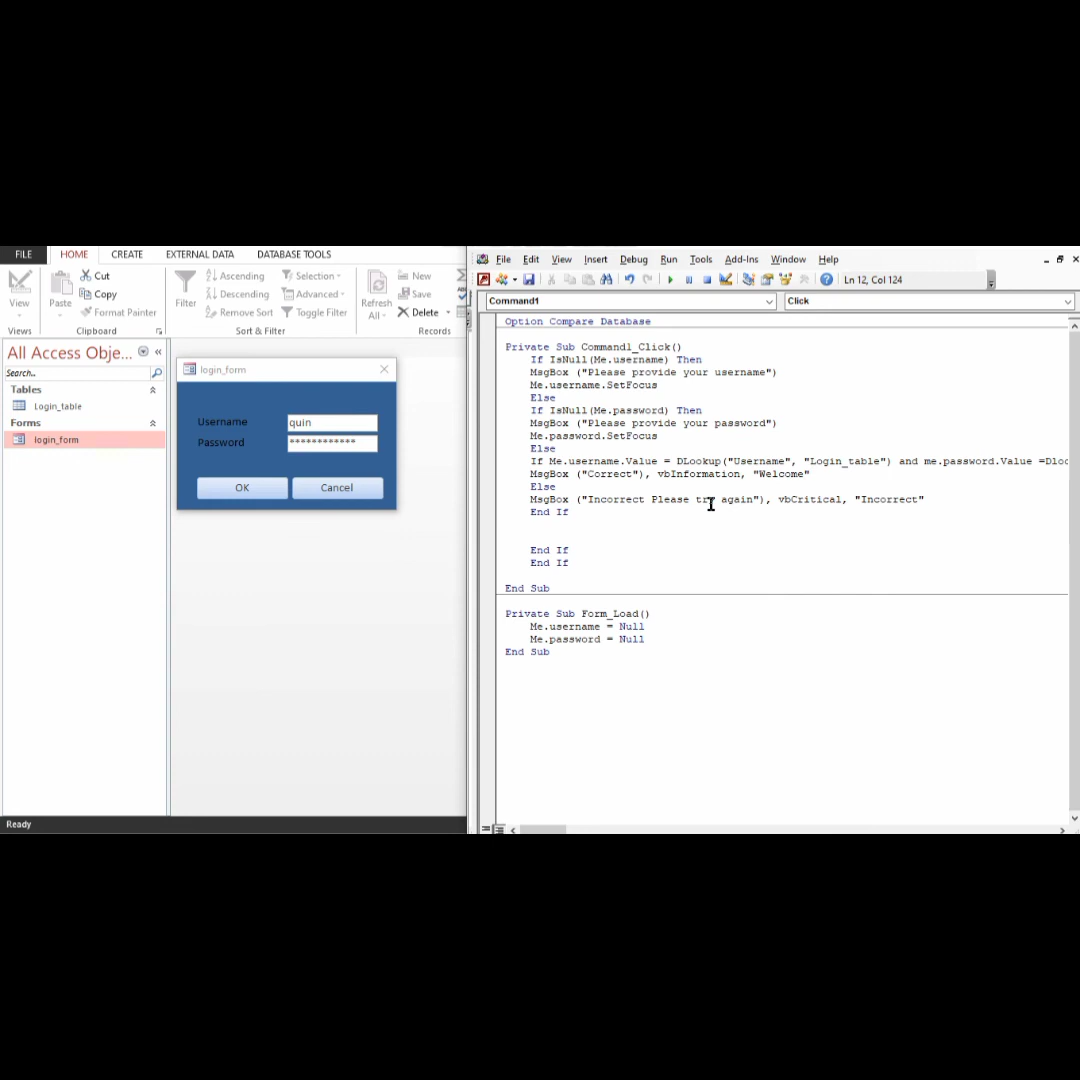 FILE HOME CREATE EXTERNAL DATA DATABASE TOOLS
View
Views
Paste
Cut
Copy
Format Painter
Clipboard
Filter
Ascending
Descending
Remove Sort
Selection
Advanced
Toggle Filter
Sort & Filter
Refresh
All
New
Save
Delete
Records
All Access Obje...
Search..
Tables
Login_table
Forms
login_form
login_form
Username quin
Password ************
OK Cancel
Ready
File Edit View Insert Debug Run Tools Add-Ins Window Help
Ln 12, Col 124
Command1 Click
Option Compare Database
Private Sub Command1_Click()
If IsNull(Me.username) Then
MsgBox ("Please provide your username")
Me.username.SetFocus
Else
If IsNull(Me.password) Then
MsgBox ("Please provide your password")
Me.password.SetFocus
Else
If Me.username.Value = DLookup("Username", "Login_table") and me.password.Value =Dloo
MsgBox ("Correct"), vbInformation, "Welcome"
Else
MsgBox ("Incorrect Please try again"), vbCritical, "Incorrect"
End If
End If
End If
End Sub
Private Sub Form_Load()
Me.username = Null
Me.password = Null
End Sub